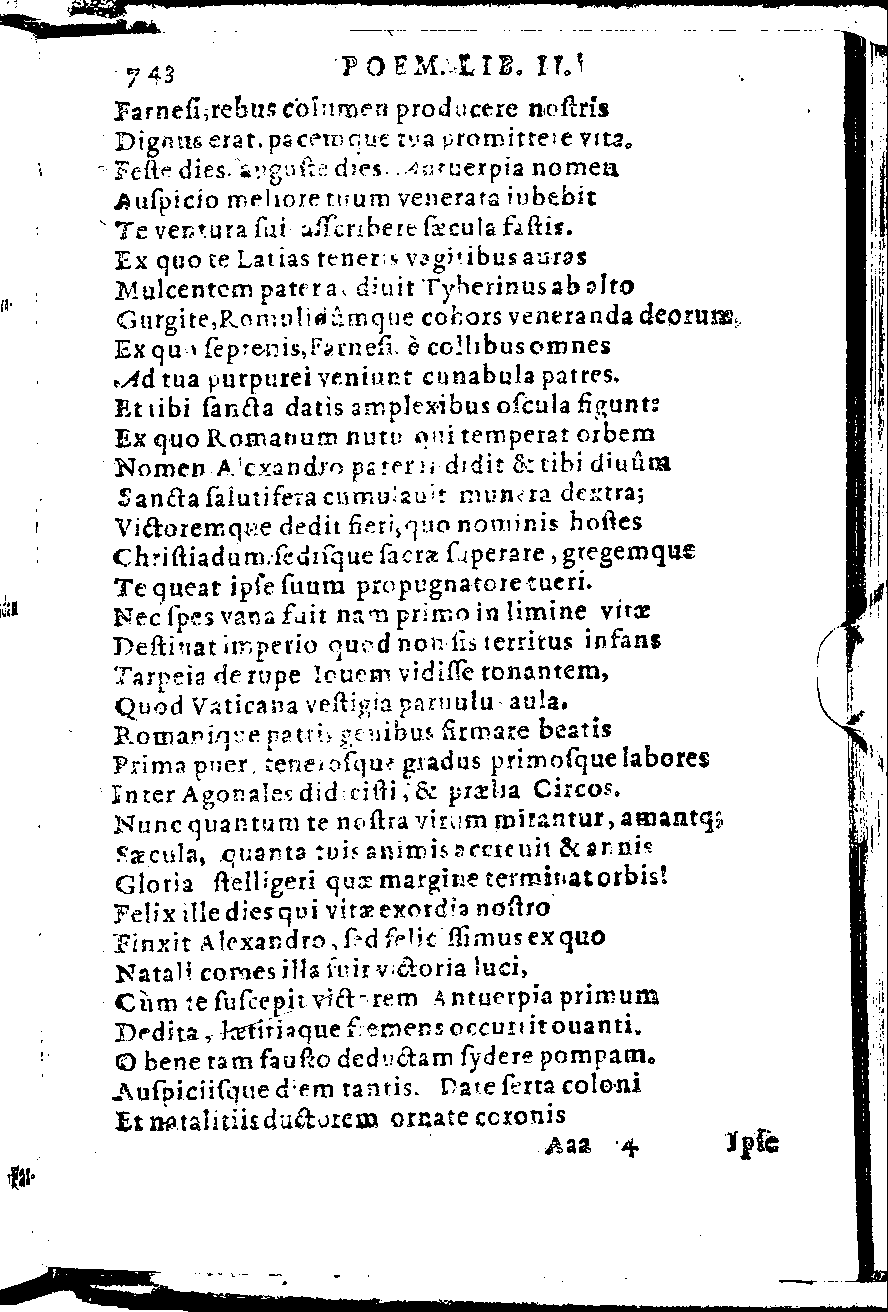 743 POEM. LIB. II.
Farneſi, rebus columen producere noſtris
Dignus erat, pacemque tua promittere vita.
Feſte dies, auguſte dies. Antuerpia nomen
Auſpicio meliore tuum venerata iubebit
Te ventura ſui aſſcribere ſæcula faſtis.
Ex quo te Latias teneris vagitibus auras
Mulcentem patera, diuit Tyberinus ab alto
Gurgite, Romulidûmque cohors veneranda deorum.
Ex quo ſeptenis, Farneſi, è collibus omnes
Ad tua purpurei veniunt cunabula patres.
Et tibi ſancta datis amplexibus oſcula figunt:
Ex quo Romanum nutu qui temperat orbem
Nomen Alexandro paterni didit & tibi diuûm
Sancta ſalutifera cumulauit munera dextra;
Victoremque dedit fieri, quo nominis hoſtes
Chriſtiadum, ſediſque ſacræ ſuperare, gregemque
Te queat ipſe ſuum propugnatore tueri.
Nec ſpes vana fuit nam primo in limine vitæ
Deſtinat imperio quod non ſis territus infans
Tarpeia de rupe Iouem vidiſſe tonantem,
Quod Vaticana veſtigia paruulus aula,
Romanique patris genibus firmare beatis
Prima puer, teneroſque gradus primoſque labores
Inter Agonales didiciſti, & prælia Circos.
Nunc quantum te noſtra virum mirantur, amantq;
Sæcula, quanta tuis animis accreuit & annis
Gloria ſtelligeri quæ margine terminat orbis!
Felix ille dies qui vitæ exordia noſtro
Finxit Alexandro, ſed feliciſſimus ex quo
Natali comes illa fuit victoria luci,
Cùm te ſuſcepit victorem Antuerpia primum
Dedita, lætitiaque fremens occurrit ouanti.
O bene tam fauſto deductam ſydere pompam.
Auſpiciiſque diem tantis. Date ſerta coloni
Et natalitiis ductorem ornate coronis
Aaa 4 Ipſe